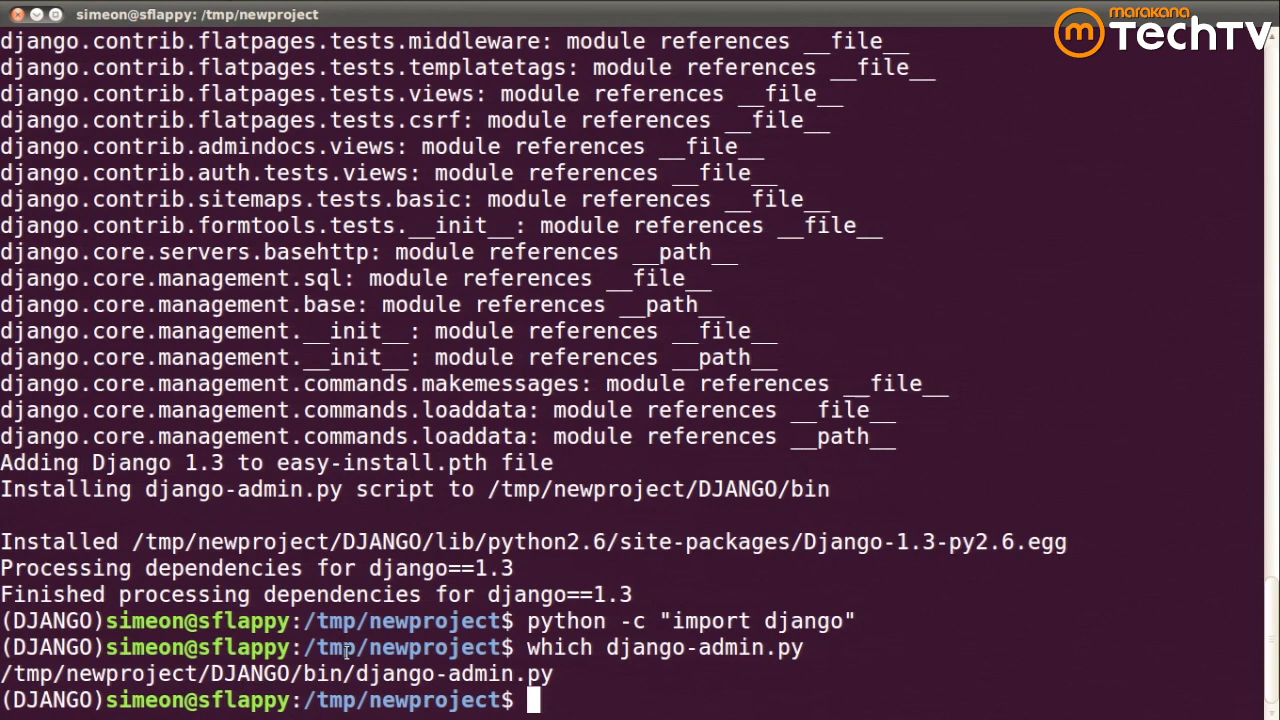 simeon@sflappy: /tmp/newproject
marakana
TechTV
django.contrib.flatpages.tests.middleware: module references __file__
django.contrib.flatpages.tests.templatetags: module references __file__
django.contrib.flatpages.tests.views: module references __file__
django.contrib.flatpages.tests.csrf: module references __file__
django.contrib.admindocs.views: module references __file__
django.contrib.auth.tests.views: module references __file__
django.contrib.sitemaps.tests.basic: module references __file__
django.contrib.formtools.tests.__init__: module references __file__
django.core.servers.basehttp: module references __path__
django.core.management.sql: module references __file__
django.core.management.base: module references __path__
django.core.management.__init__: module references __file__
django.core.management.__init__: module references __path__
django.core.management.commands.makemessages: module references __file__
django.core.management.commands.loaddata: module references __file__
django.core.management.commands.loaddata: module references __path__
Adding Django 1.3 to easy-install.pth file
Installing django-admin.py script to /tmp/newproject/DJANGO/bin
Installed /tmp/newproject/DJANGO/lib/python2.6/site-packages/Django-1.3-py2.6.egg
Processing dependencies for django==1.3
Finished processing dependencies for django==1.3
(DJANGO)simeon@sflappy:/tmp/newproject$ python -c "import django"
(DJANGO)simeon@sflappy:/tmp/newproject$ which django-admin.py
/tmp/newproject/DJANGO/bin/django-admin.py
(DJANGO)simeon@sflappy:/tmp/newproject$